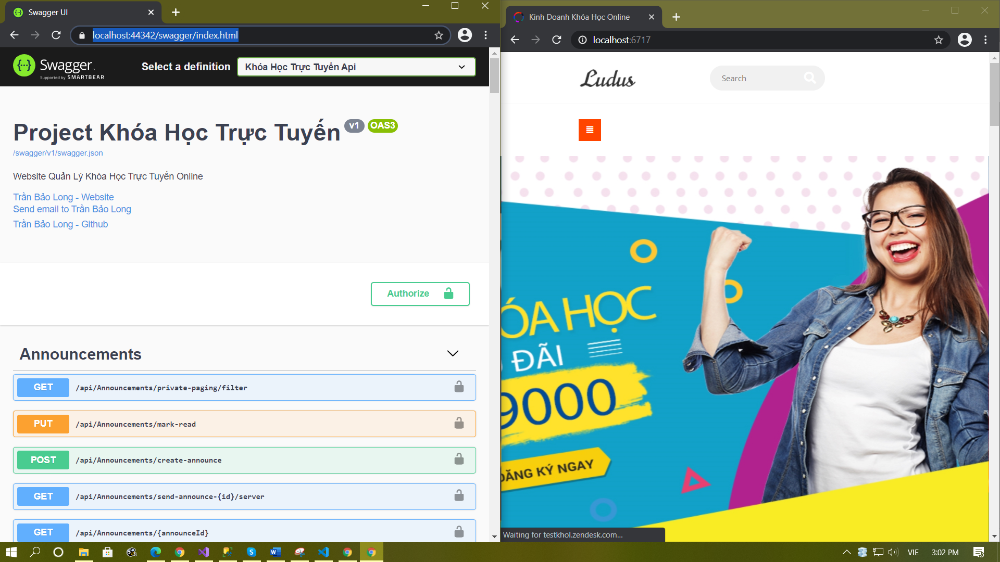 Swagger UI
localhost:44342/swagger/index.html
Swagger
Supported by SMARTBEAR
Select a definition
Khóa Học Trực Tuyến Api
Project Khóa Học Trực Tuyến
v1
OAS3
/swagger/v1/swagger.json
Website Quản Lý Khóa Học Trực Tuyến Online
Trần Bảo Long - Website
Send email to Trần Bảo Long
Trần Bảo Long - Github
Authorize
Announcements
GET /api/Announcements/private-paging/filter
PUT /api/Announcements/mark-read
POST /api/Announcements/create-announce
GET /api/Announcements/send-announce-{id}/server
GET /api/Announcements/{announceId}
Kinh Doanh Khóa Học Online
localhost:6717
Ludus
Search
ÓA HỌC
ĐÃI
9000
ĐĂNG KÝ NGAY
Waiting for testkhol.zendesk.com...
VIE
3:02 PM